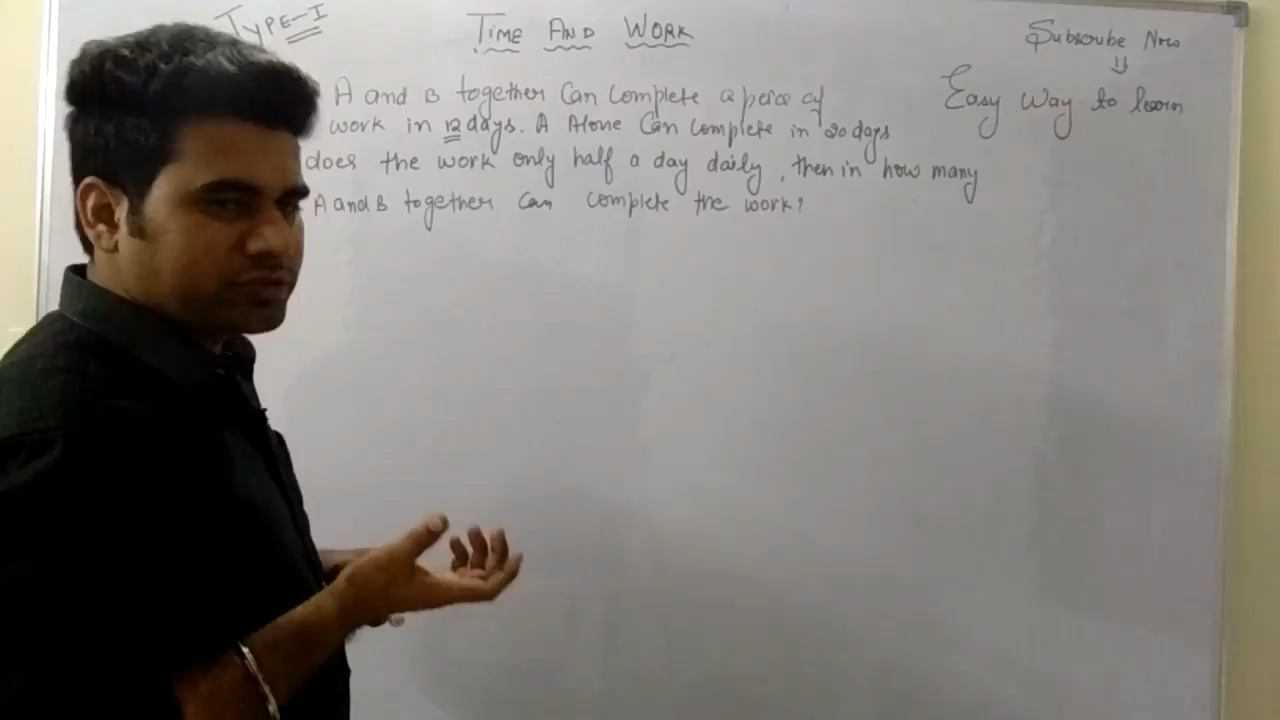 TYPE-I
TIME AND WORK
Subscribe Now
Easy Way to learn
A and B together Can Complete a peice of
work in 12 days. A Alone Can Complete in 20 days
does the work only half a day daily, then in how many
A and B together can complete the work?